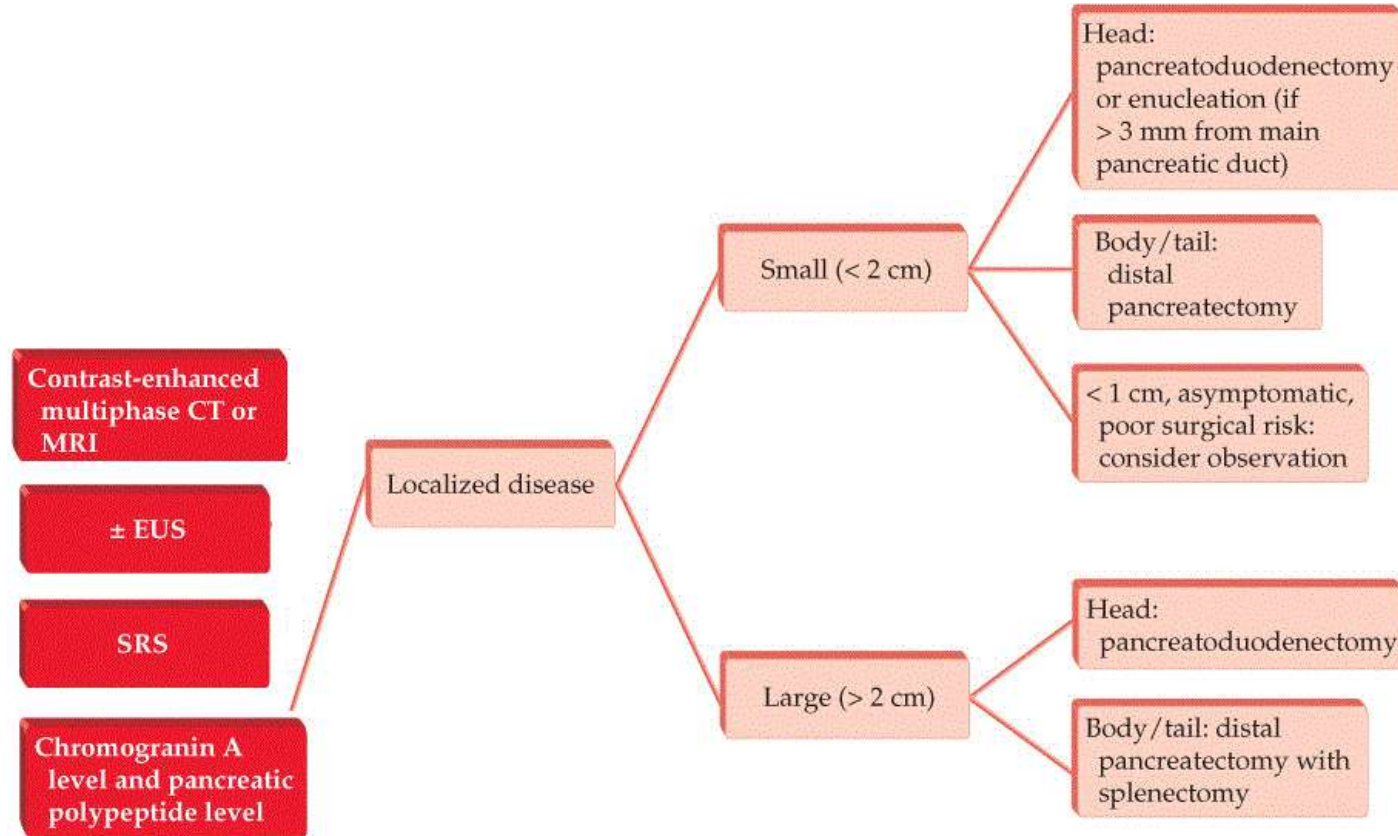 Contrast-enhanced
multiphase CT or
MRI
± EUS
SRS
Chromogranin A
level and pancreatic
polypeptide level
Localized disease
Small (< 2 cm)
Large (> 2 cm)
Head:
pancreatoduodenectomy
or enucleation (if
> 3 mm from main
pancreatic duct)
Body/tail:
distal
pancreatectomy
< 1 cm, asymptomatic,
poor surgical risk:
consider observation
Head:
pancreatoduodenectomy
Body/tail: distal
pancreatectomy with
splenectomy